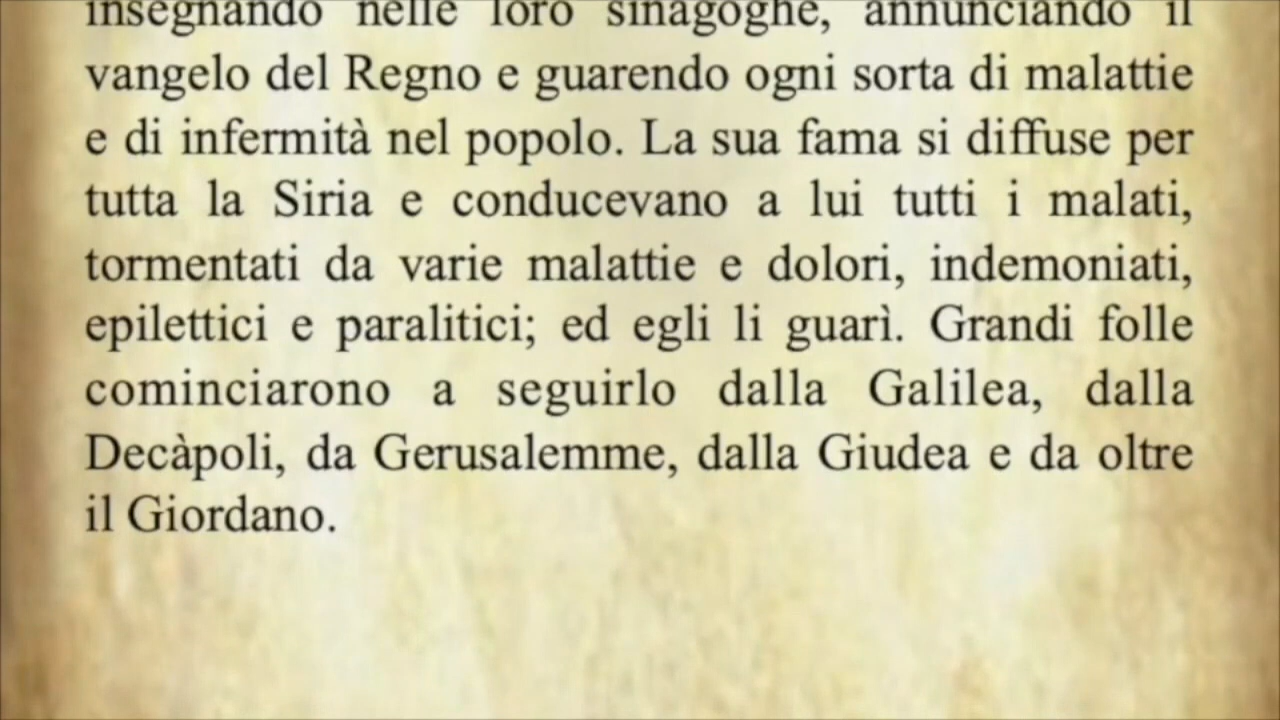 insegnando nelle loro sinagoghe, annunciando il
vangelo del Regno e guarendo ogni sorta di malattie
e di infermità nel popolo. La sua fama si diffuse per
tutta la Siria e conducevano a lui tutti i malati,
tormentati da varie malattie e dolori, indemoniati,
epilettici e paralitici; ed egli li guarì. Grandi folle
cominciarono a seguirlo dalla Galilea, dalla
Decàpoli, da Gerusalemme, dalla Giudea e da oltre
il Giordano.